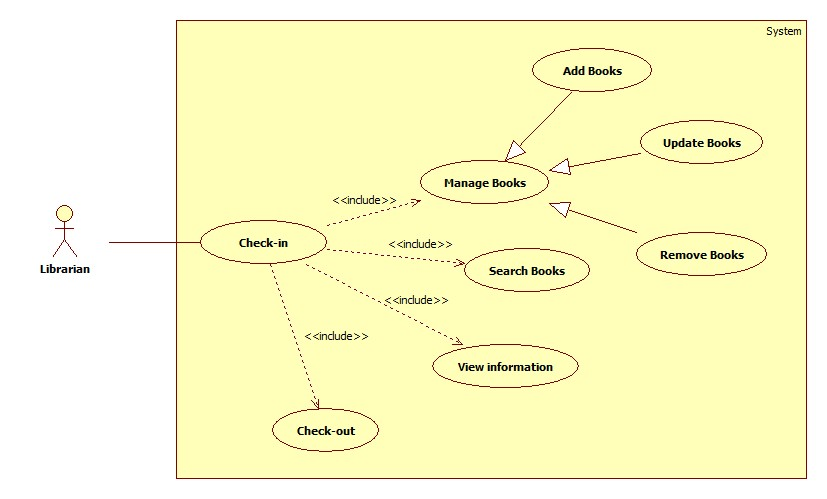 System
Add Books
Update Books
Manage Books
<<include>>
Check-in
<<include>>
Remove Books
Librarian
Search Books
<<include>>
<<include>>
View information
Check-out